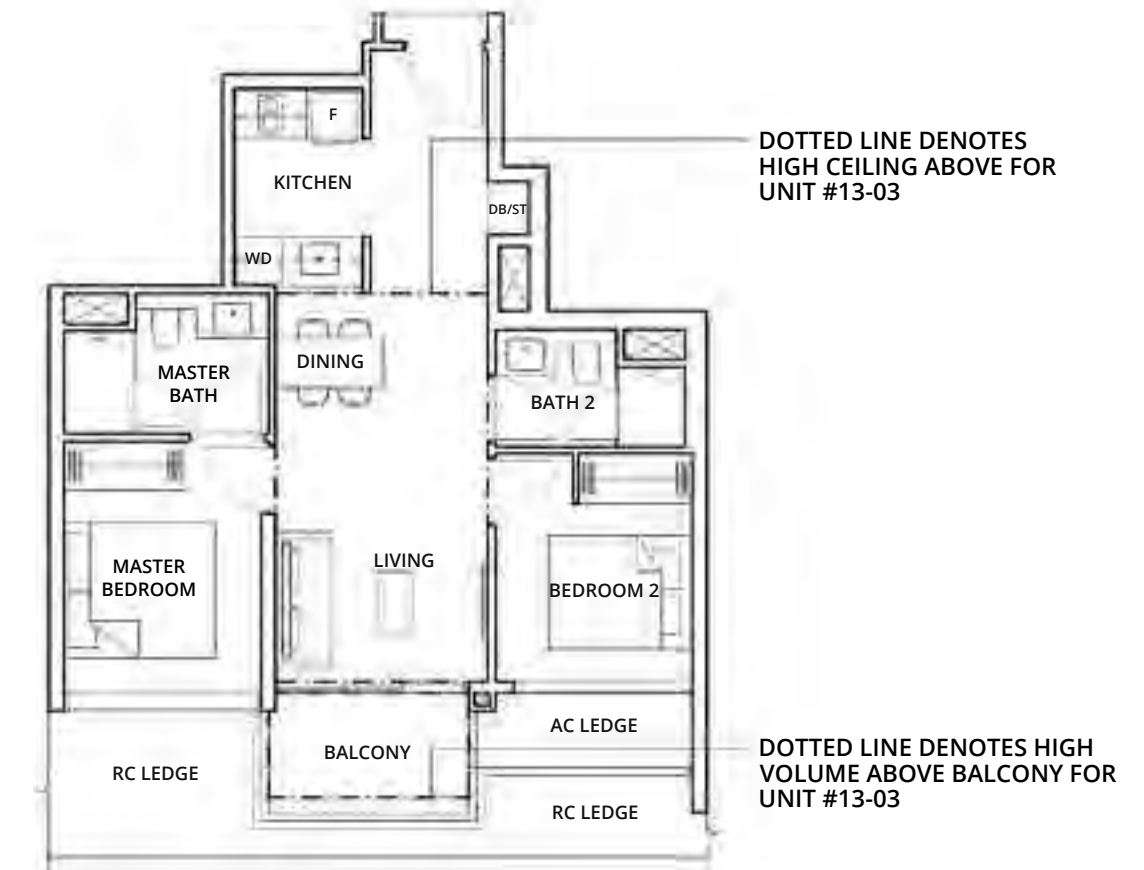 F
DOTTED LINE DENOTES
HIGH CEILING ABOVE FOR
UNIT #13-03
KITCHEN
DB/ST
WD
MASTER
BATH
DINING
BATH 2
MASTER
BEDROOM
LIVING
BEDROOM 2
AC LEDGE
BALCONY
RC LEDGE
DOTTED LINE DENOTES HIGH
VOLUME ABOVE BALCONY FOR
UNIT #13-03
RC LEDGE